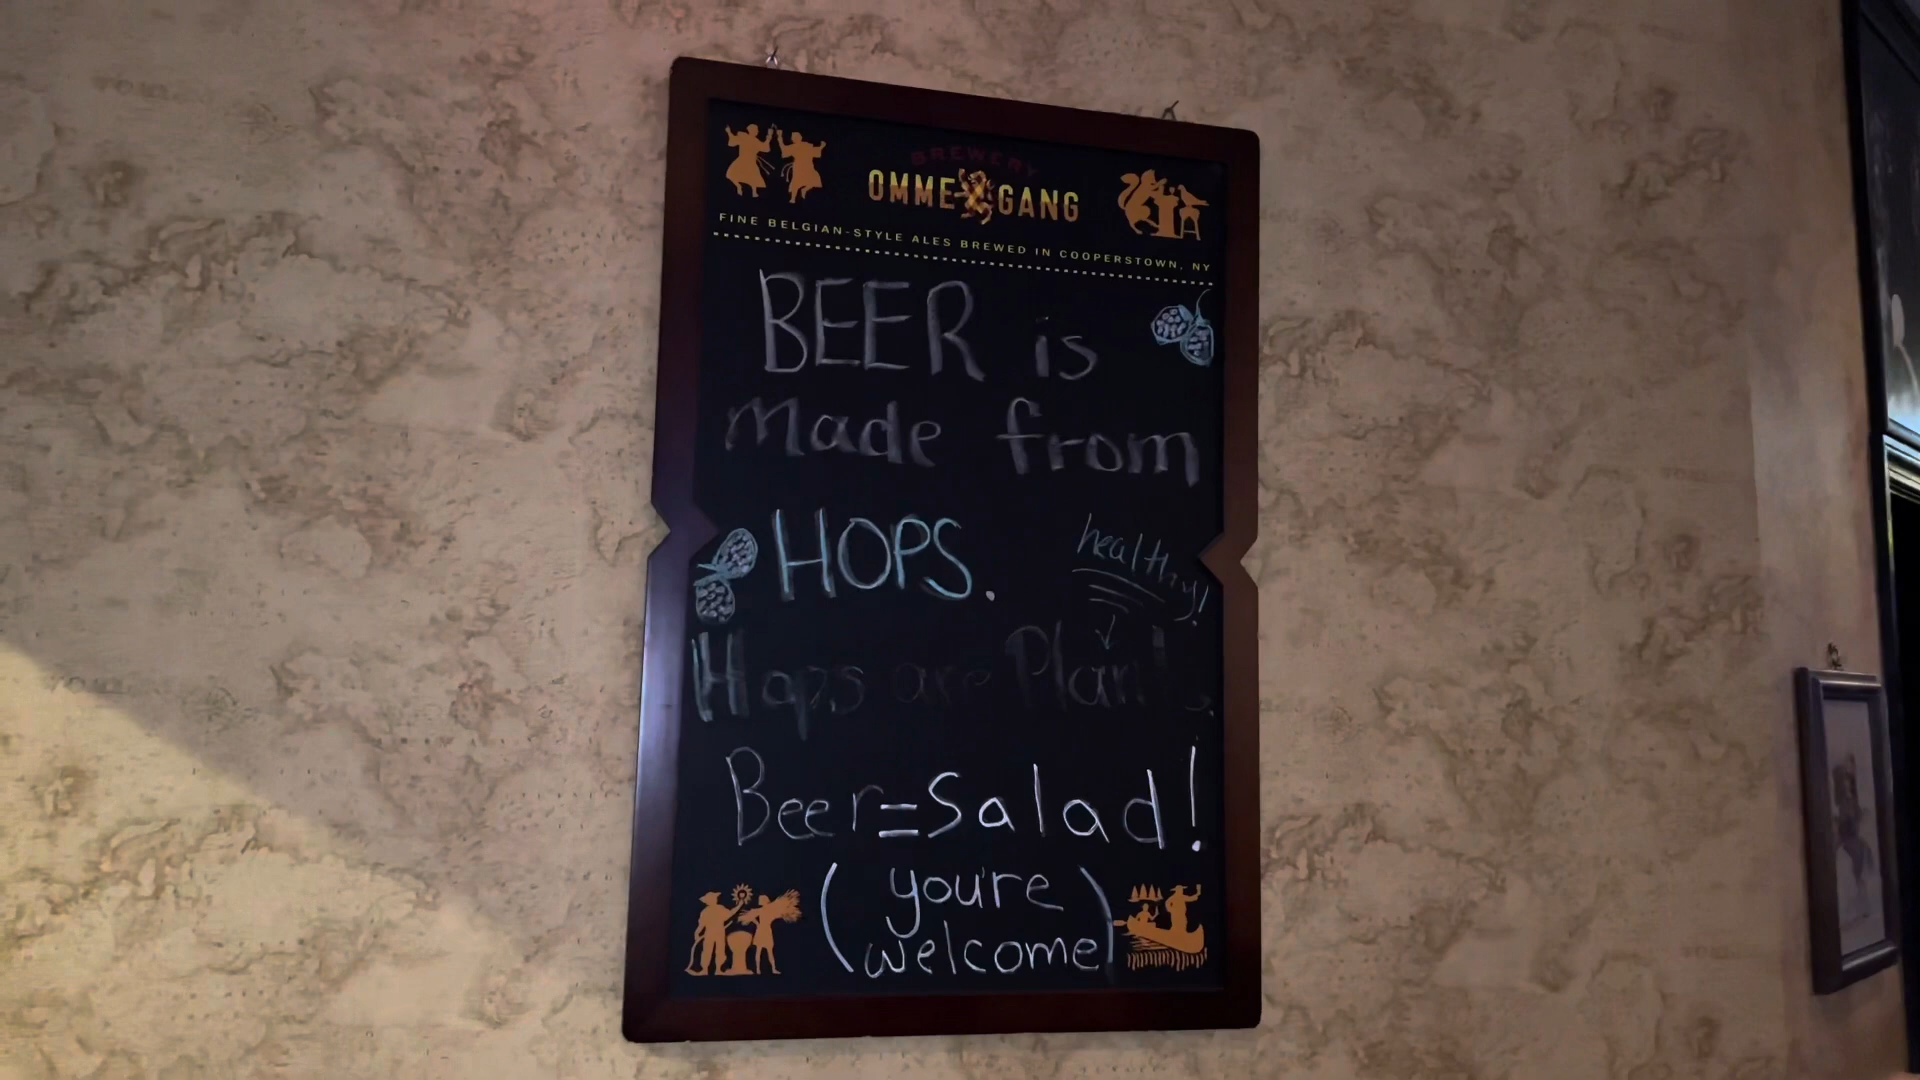 BREWERY
OMMEGANG
FINE BELGIAN-STYLE ALES BREWED IN COOPERSTOWN, NY
BEER is
made from
HOPS.
healthy!
Hops are Plants.
Beer=Salad!
(you're
welcome)